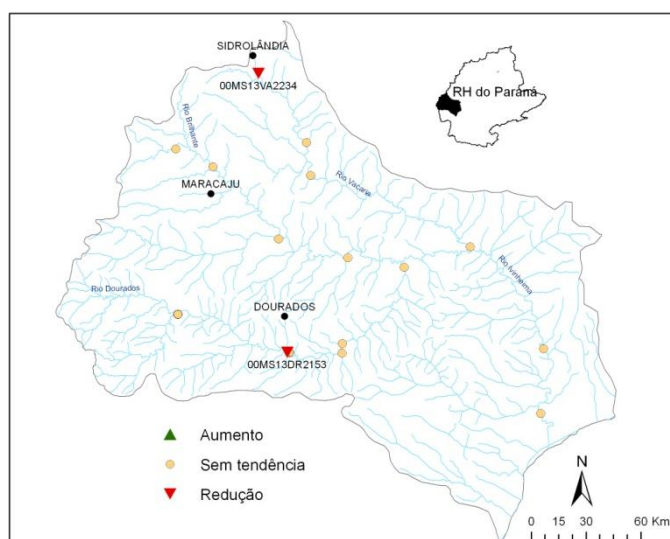 SIDROLÂNDIA
00MS13VA2234
RH do Paraná
Rio Brilhante
Rio Vacaria
MARACAJU
Rio Ivinheima
Rio Dourados
DOURADOS
00MS13DR2153
Aumento
Sem tendência
Redução
N
0 15 30 60 Km